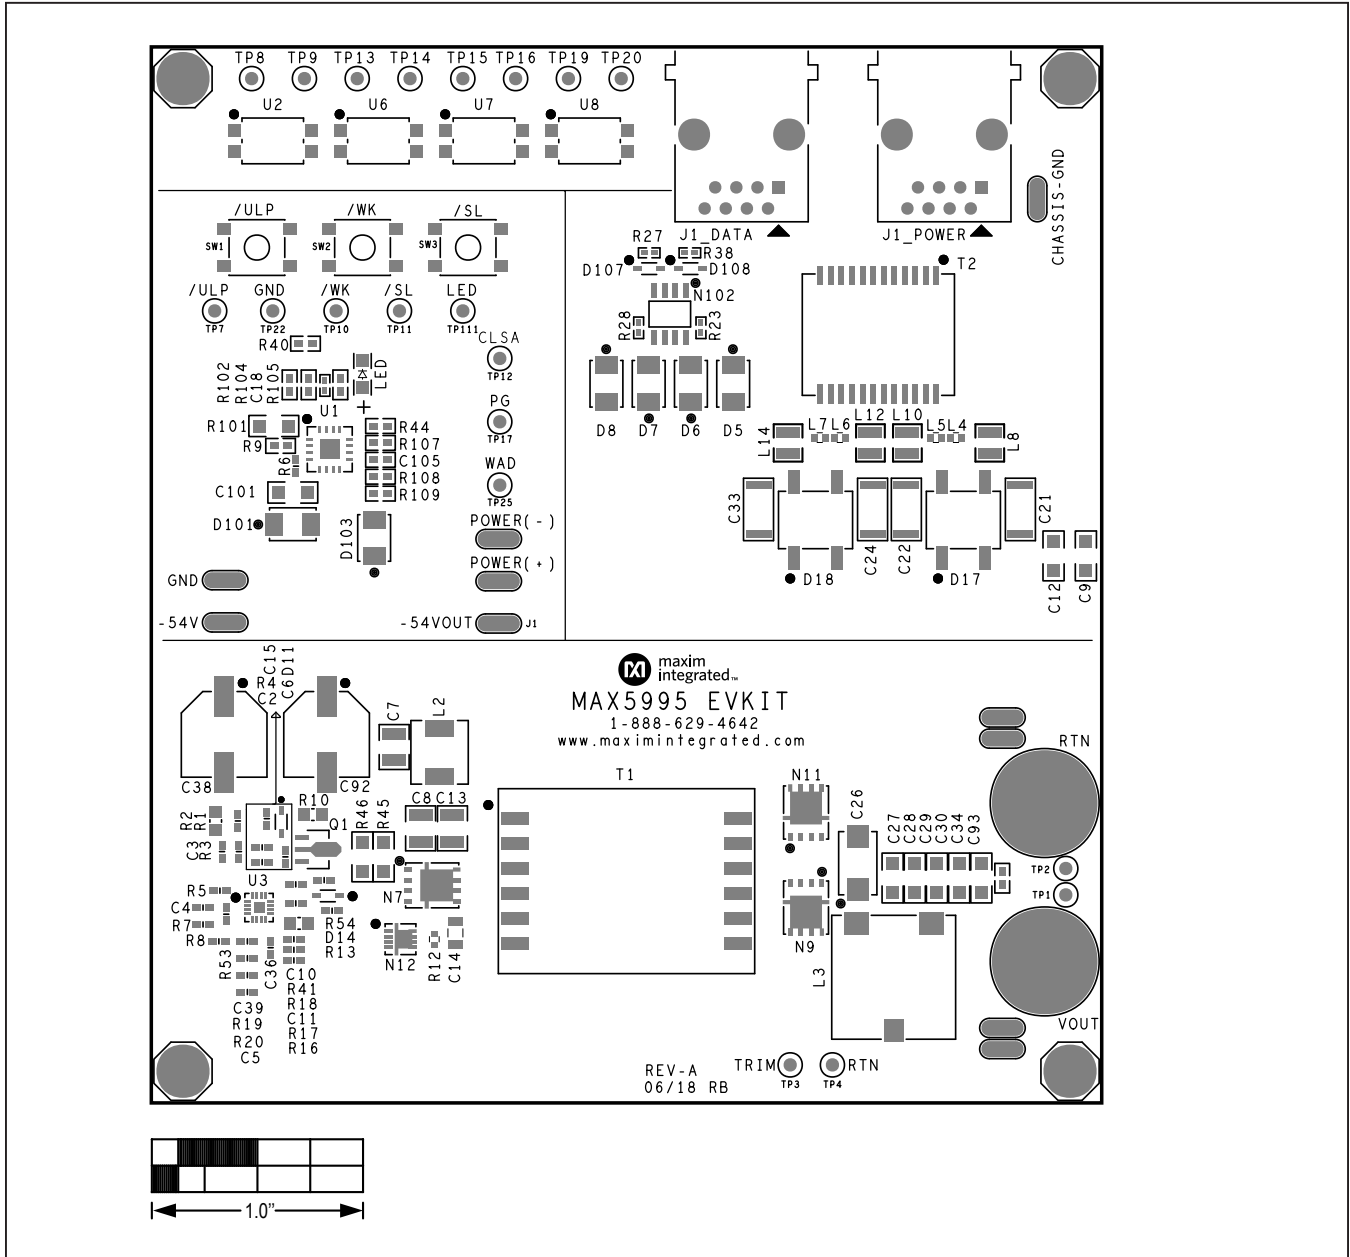 TP8 TP9 TP13 TP14 TP15 TP16 TP19 TP20
U2 U6 U7 U8
CHASSIS-GND
/ULP /WK /SL
SW1 SW2 SW3
J1_DATA J1_POWER
R27 R38
D107 D108
T2
/ULP GND /WK /SL LED
N102
TP7 TP22 TP10 TP11 TP111
R28 R23
R40
CLSA
TP12
R102
R104
C18
R105
LED
+
U1
PG
TP17
R101
R44
R9
R107
R6
C105
R108
R109
WAD
TP25
C101
D101
D103
POWER(-)
POWER(+)
GND
-54V
-54VOUT J1
D8 D7 D6 D5
L14 L7 L6 L12 L10 L5 L4 L8
C33 C24 C22 C21
D18 D17
C12 C9
maxim
integrated™
MAX5995 EVKIT
1-888-629-4642
www.maximintegrated.com
C15
R4 D11
C2 C6
C38 C92
C7 L2
T1
N11
RTN
R10
R2
R1
Q1
R46 R45
C8 C13
C26
C27 C28 C29 C30 C34 C93
C3
R3
U3
N7
TP2
TP1
R5
C4
R7
R8
R54
D14
R13
N12
R12 C14
N9
L3
R53
C36
C10
R41
R18
C11
R17
R16
C39
R19
R20
C5
VOUT
TRIM RTN
TP3 TP4
REV-A
06/18 RB
1.0”